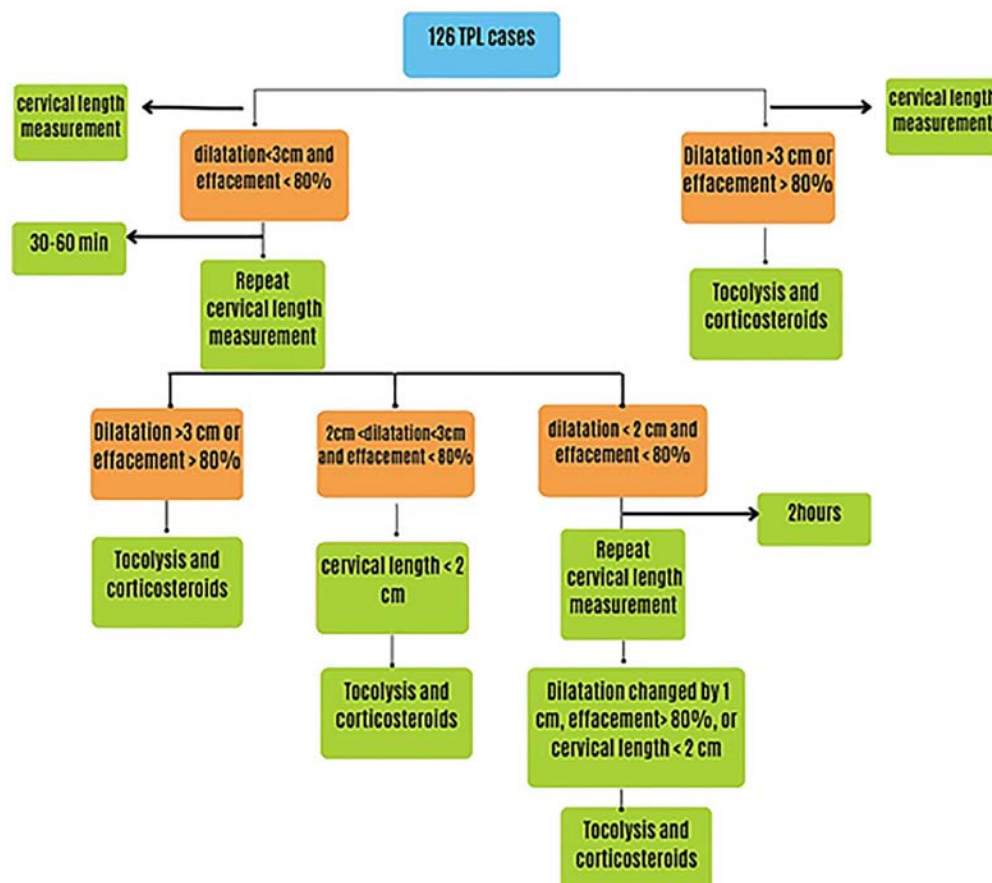 126 TPL cases
cervical length
measurement
cervical length
measurement
dilatation<3cm and
effacement < 80%
Dilatation >3 cm or
effacement > 80%
30-60 min
Repeat
cervical length
measurement
Tocolysis and
corticosteroids
Dilatation >3 cm or
effacement > 80%
2cm <dilatation<3cm
and effacement < 80%
dilatation < 2 cm and
effacement < 80%
2hours
Tocolysis and
corticosteroids
cervical length < 2
cm
Repeat
cervical length
measurement
Tocolysis and
corticosteroids
Dilatation changed by 1
cm, effacement> 80%, or
cervical length < 2 cm
Tocolysis and
corticosteroids